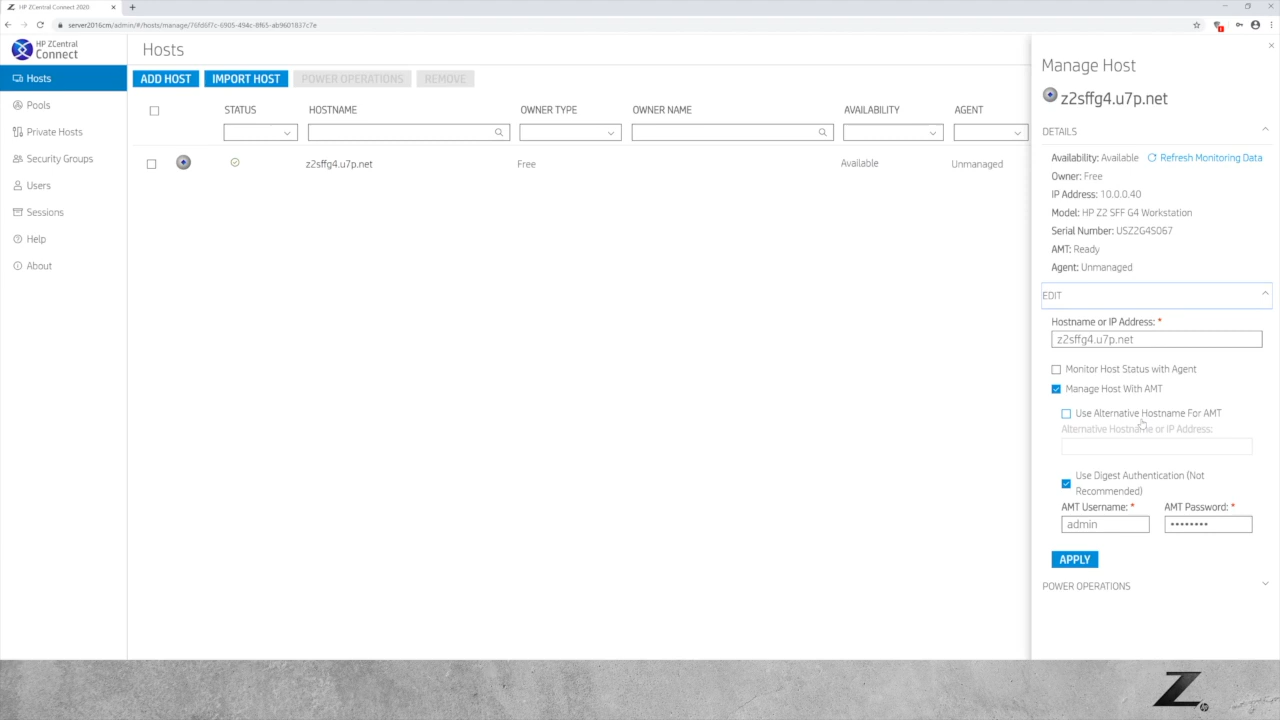 HP ZCentral Connect 2020
server2016cm/admin/#/hosts/manage/76fd6f7c-6905-494c-8f65-ab9601837c7e
HP ZCentral
Connect
Hosts
Pools
Private Hosts
Security Groups
Users
Sessions
Help
About
Hosts
ADD HOST IMPORT HOST POWER OPERATIONS REMOVE
STATUS HOSTNAME OWNER TYPE OWNER NAME AVAILABILITY AGENT
z2sffg4.u7p.net Free Available Unmanaged
Manage Host
z2sffg4.u7p.net
DETAILS
Availability: Available Refresh Monitoring Data
Owner: Free
IP Address: 10.0.0.40
Model: HP Z2 SFF G4 Workstation
Serial Number: USZ2G4S067
AMT: Ready
Agent: Unmanaged
EDIT
Hostname or IP Address: *
z2sffg4.u7p.net
Monitor Host Status with Agent
Manage Host With AMT
Use Alternative Hostname For AMT
Alternative Hostname or IP Address:
Use Digest Authentication (Not
Recommended)
AMT Username: * AMT Password: *
admin ••••••••
APPLY
POWER OPERATIONS
Z hp